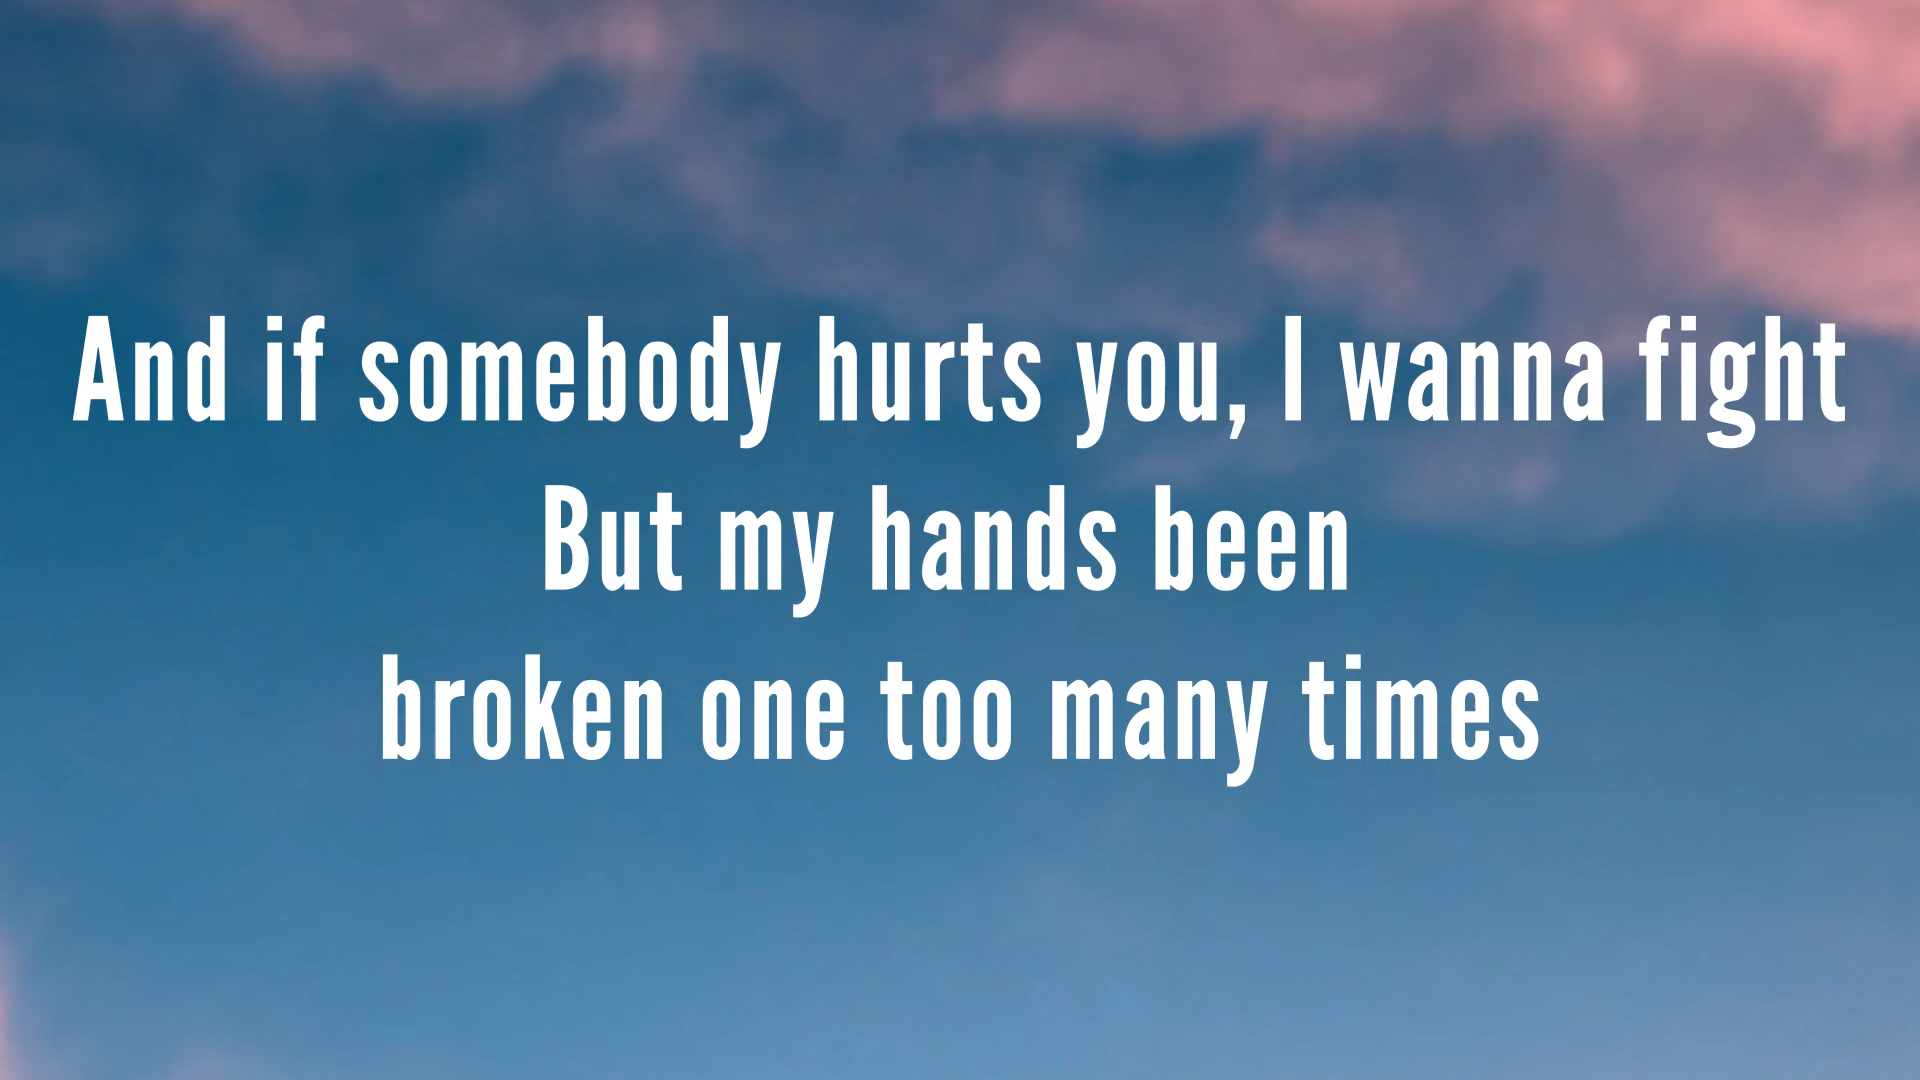 And if somebody hurts you, I wanna fight
But my hands been
broken one too many times